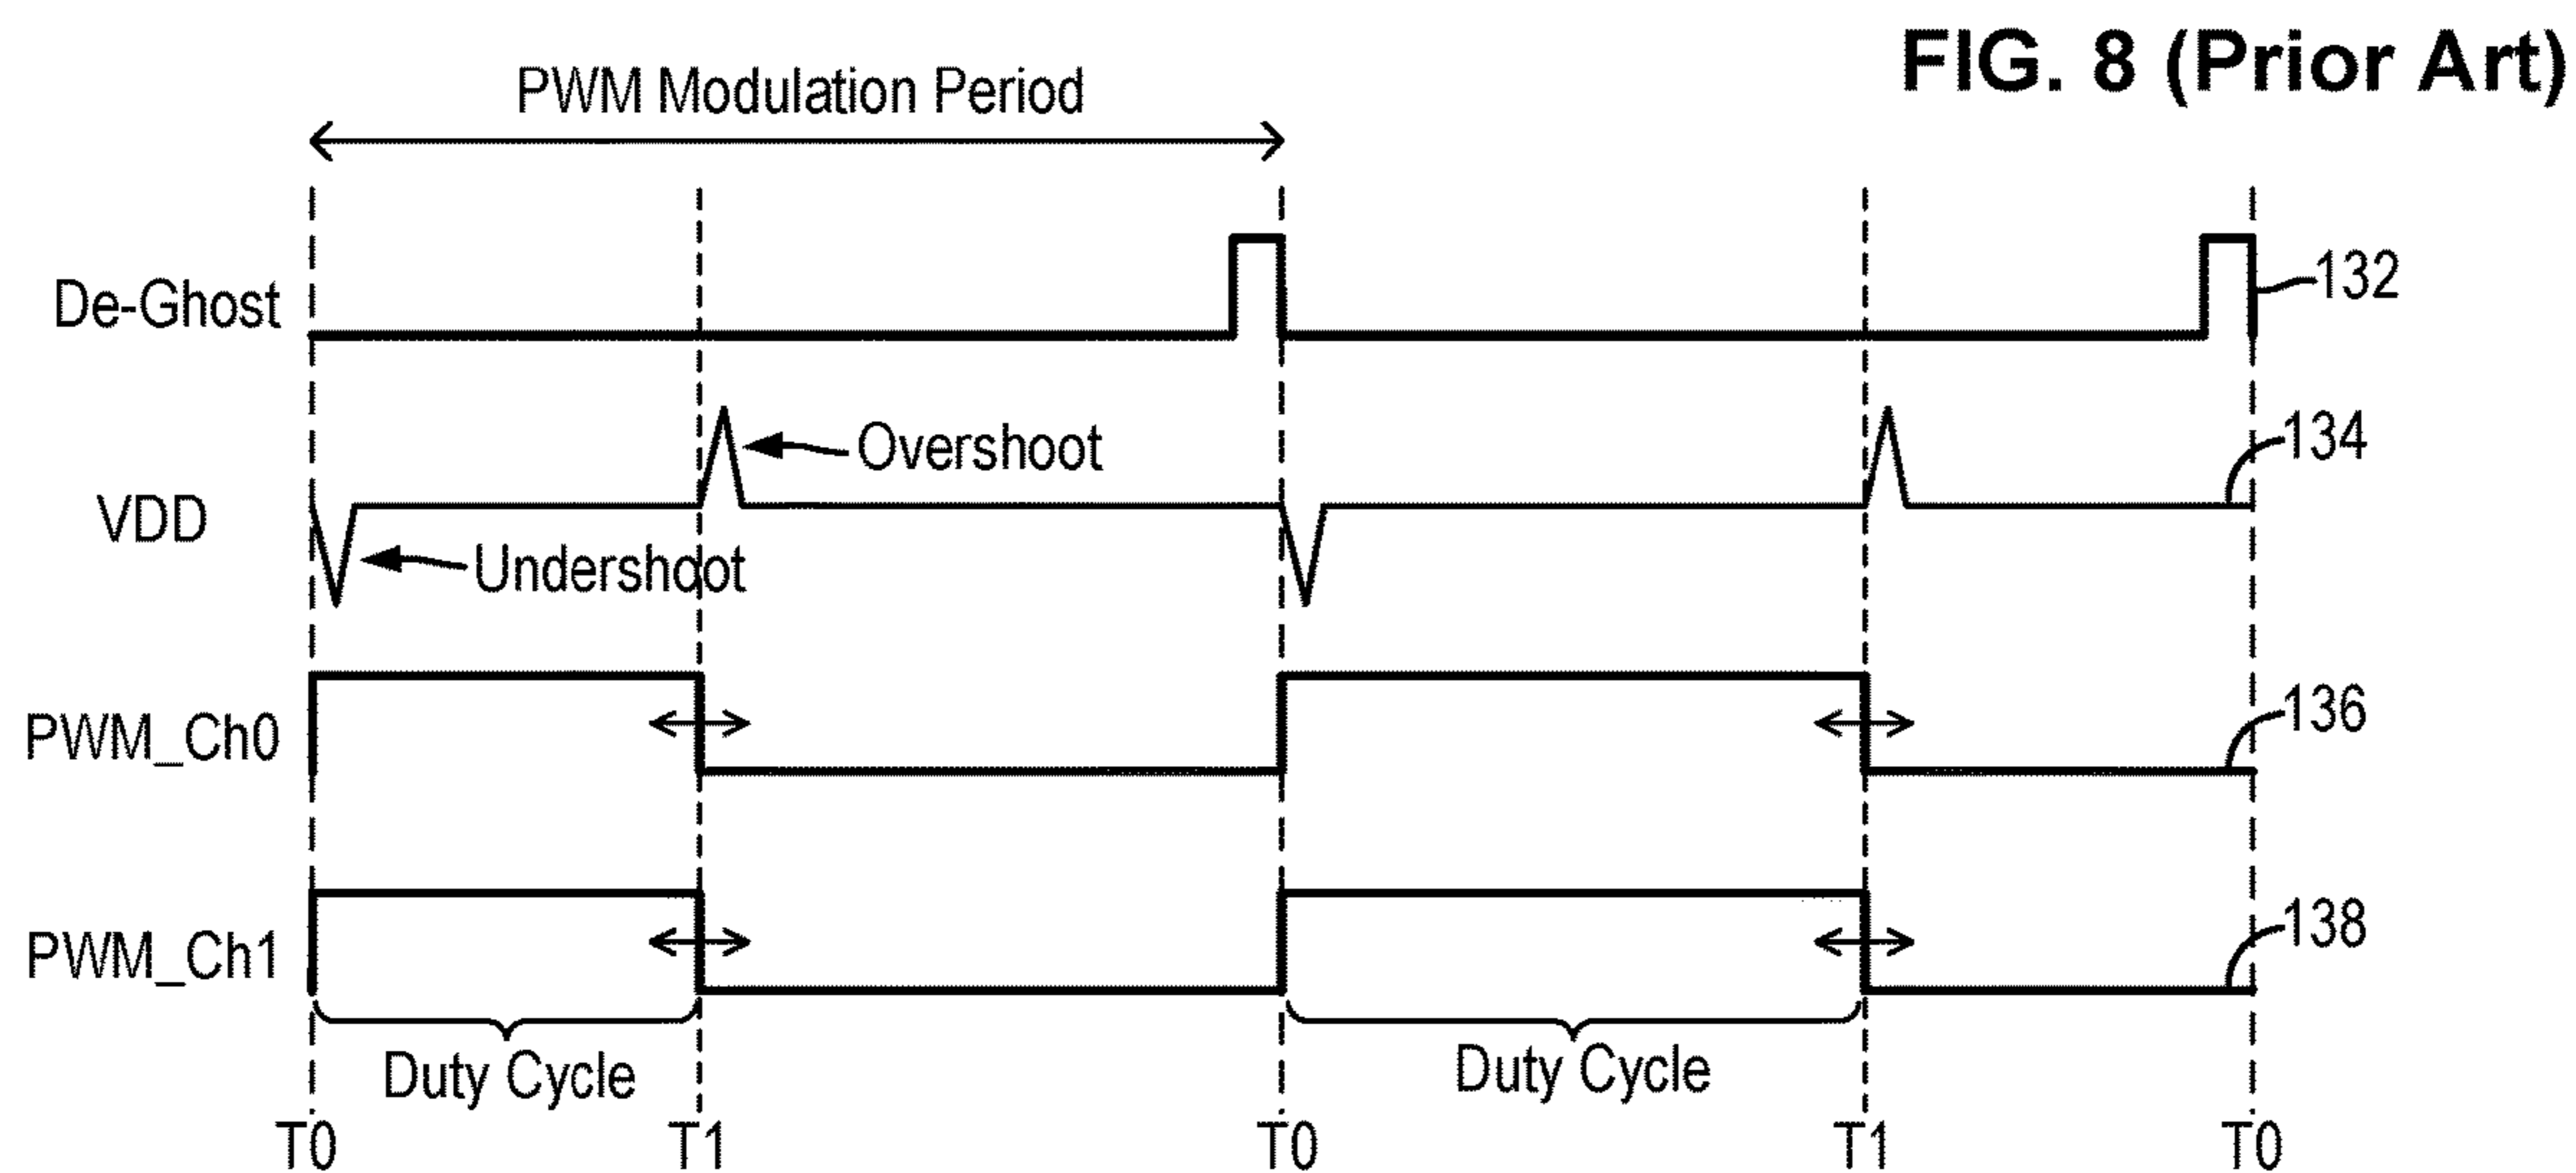 FIG. 8 (Prior Art)
PWM Modulation Period
De-Ghost
132
Overshoot
134
VDD
Undershoot
PWM_Ch0
136
PWM_Ch1
138
Duty Cycle
Duty Cycle
T0
T1
T0
T1
T0